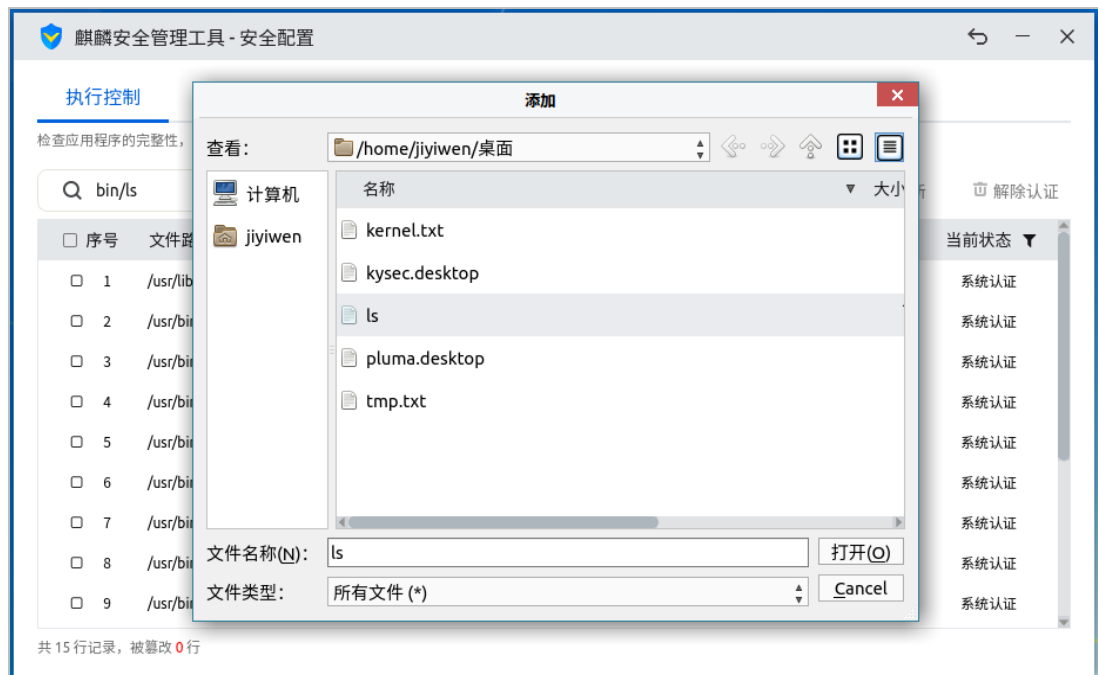 麒麟安全管理工具 - 安全配置
执行控制
检查应用程序的完整性,
bin/ls
解除认证
序号 文件路
当前状态
1 /usr/lib 系统认证
2 /usr/bin 系统认证
3 /usr/bin 系统认证
4 /usr/bin 系统认证
5 /usr/bin 系统认证
6 /usr/bin 系统认证
7 /usr/bin 系统认证
8 /usr/bin 系统认证
9 /usr/bin 系统认证
共 15 行记录，被篡改 0 行
添加
查看:
/home/jiyiwen/桌面
计算机
jiyiwen
名称 大小
kernel.txt
kysec.desktop
ls
pluma.desktop
tmp.txt
文件名称(N):
ls
打开(O)
文件类型:
所有文件 (*)
Cancel